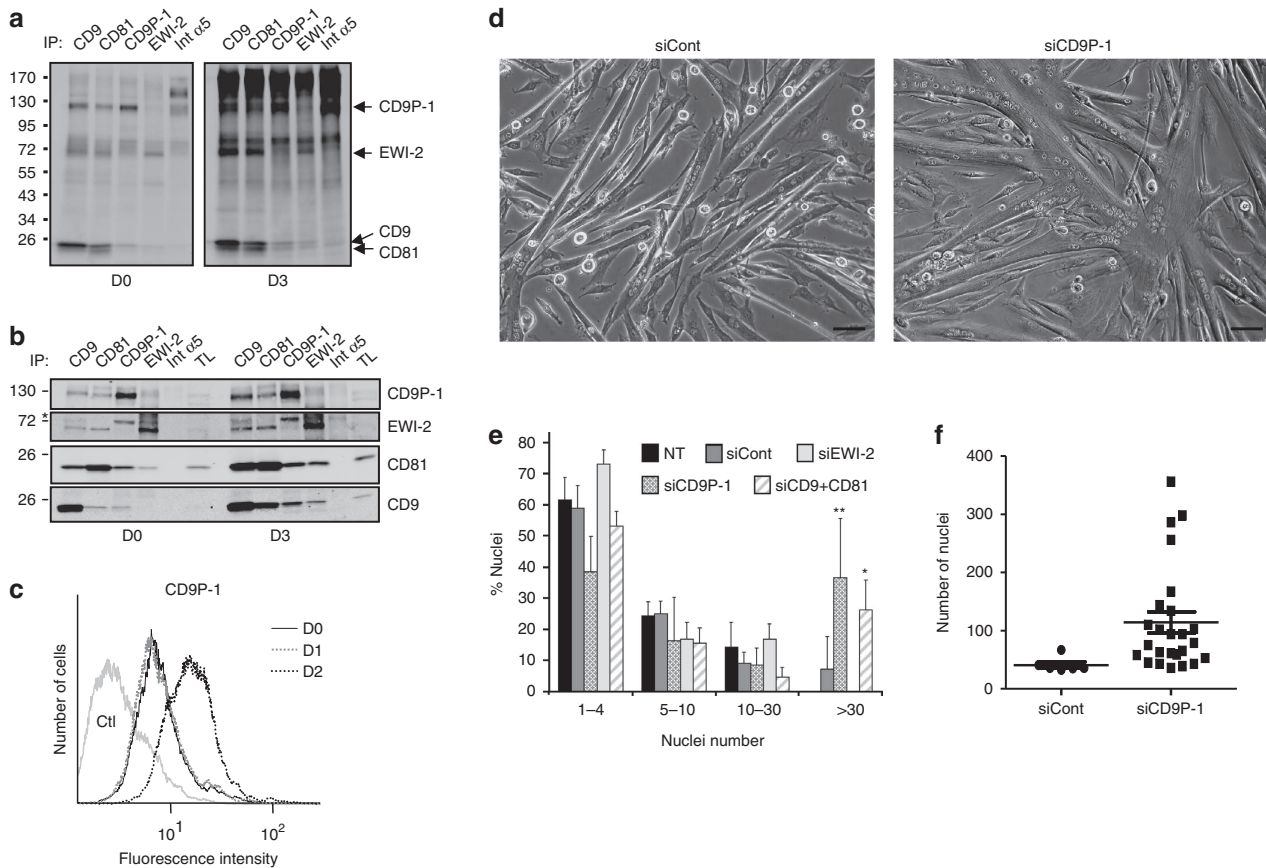 a
IP: CD9 CD81 CD9P-1 EWI-2 Int α5 CD9 CD81 CD9P-1 EWI-2 Int α5
170
130
95
72
55
43
34
26
CD9P-1
EWI-2
CD9
CD81
D0 D3
b
IP: CD9 CD81 CD9P-1 EWI-2 Int α5 TL CD9 CD81 CD9P-1 EWI-2 Int α5 TL
130 CD9P-1
*
72 EWI-2
26 CD81
26 CD9
D0 D3
c
CD9P-1
D0
D1
D2
Ctl
Number of cells
10¹ 10²
Fluorescence intensity
d
siCont siCD9P-1
e
NT siCont siEWI-2
siCD9P-1 siCD9+CD81
% Nuclei
80
70
60
50
40
30
20
10
0
**
*
1–4 5–10 10–30 >30
Nuclei number
f
Number of nuclei
400
300
200
100
0
siCont siCD9P-1